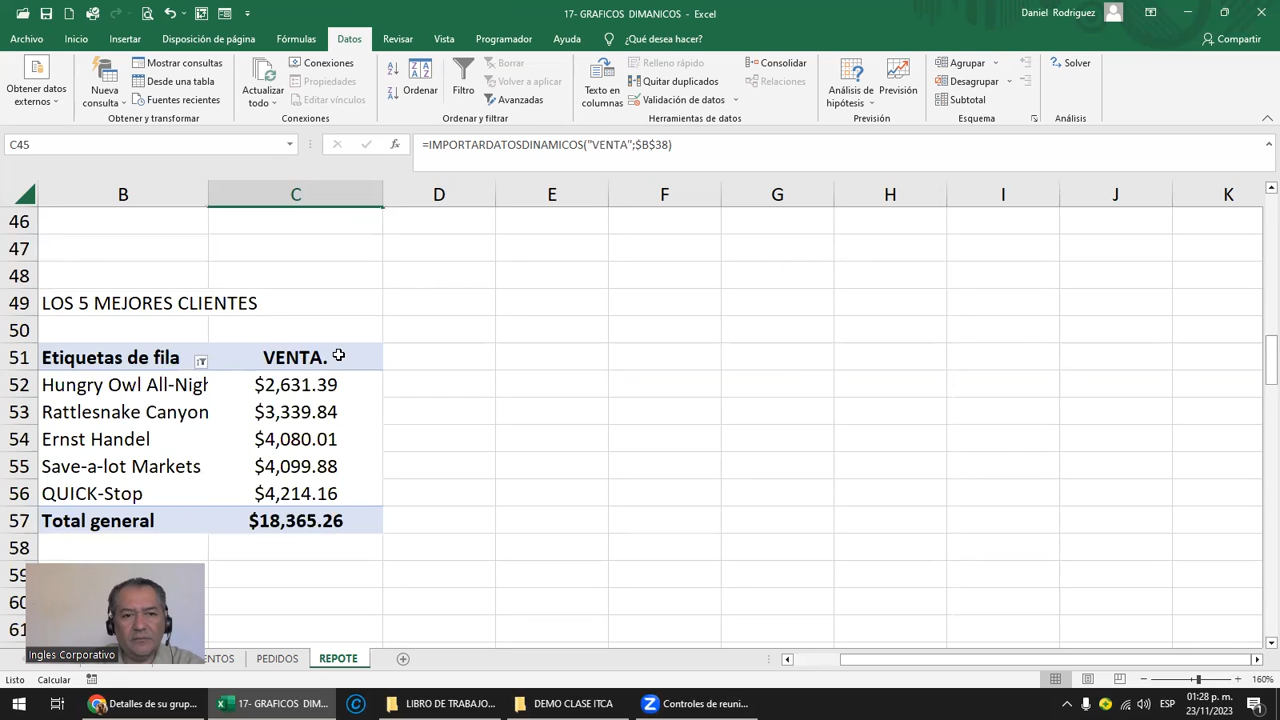 17- GRAFICOS DIMANICOS - Excel
Daniel Rodriguez
Archivo Inicio Insertar Disposición de página Fórmulas Datos Revisar Vista Programador Ayuda ¿Qué desea hacer? Compartir
Obtener datos externos
Nueva consulta
Mostrar consultas
Desde una tabla
Fuentes recientes
Obtener y transformar
Actualizar todo
Conexiones
Propiedades
Editar vínculos
Conexiones
Ordenar
Filtro
Borrar
Volver a aplicar
Avanzadas
Ordenar y filtrar
Texto en columnas
Relleno rápido
Quitar duplicados
Validación de datos
Consolidar
Relaciones
Herramientas de datos
Análisis de hipótesis
Previsión
Previsión
Agrupar
Desagrupar
Subtotal
Esquema
Solver
Análisis
C45 fx =IMPORTARDATOSDINAMICOS("VENTA";$B$38)
B C D E F G H I J K
46
47
48
49 LOS 5 MEJORES CLIENTES
50
51 Etiquetas de fila VENTA.
52 Hungry Owl All-Nigh $2,631.39
53 Rattlesnake Canyon $3,339.84
54 Ernst Handel $4,080.01
55 Save-a-lot Markets $4,099.88
56 QUICK-Stop $4,214.16
57 Total general $18,365.26
58
59
60
61
Ingles Corporativo
ENTOS PEDIDOS REPOTE
Listo Calcular 160%
Detalles de su grup... 17- GRAFICOS DIM... LIBRO DE TRABAJO... DEMO CLASE ITCA Controles de reuni... ESP 01:28 p. m.
23/11/2023